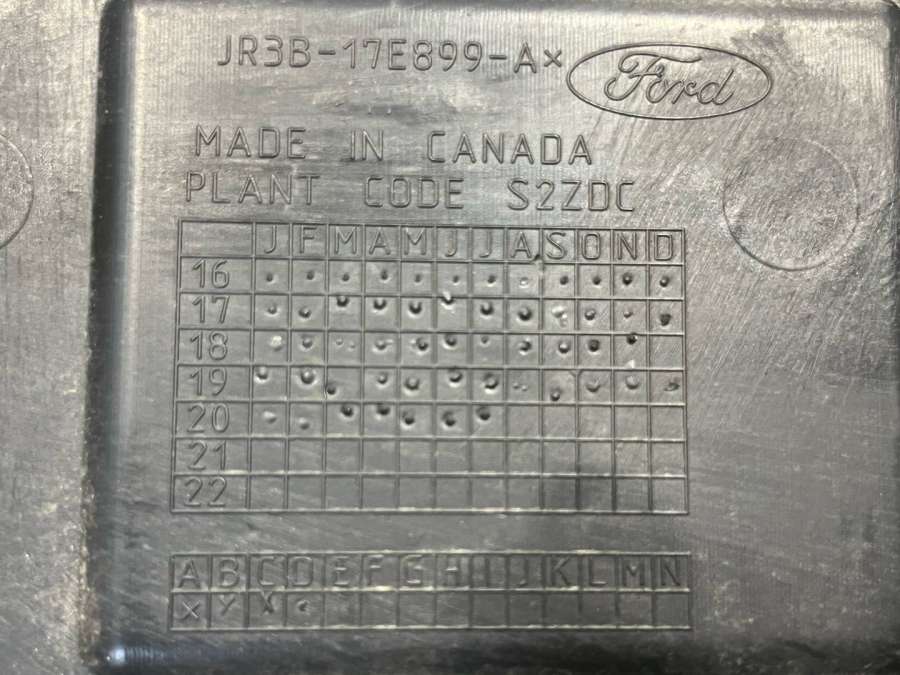 JR3B-17E899-A×
Ford
MADE IN CANADA
PLANT CODE S2ZDC
J F M A M J J A S O N D
16
17
18
19
20
21
22
A B C D E F G H I J K L M N
X Y X